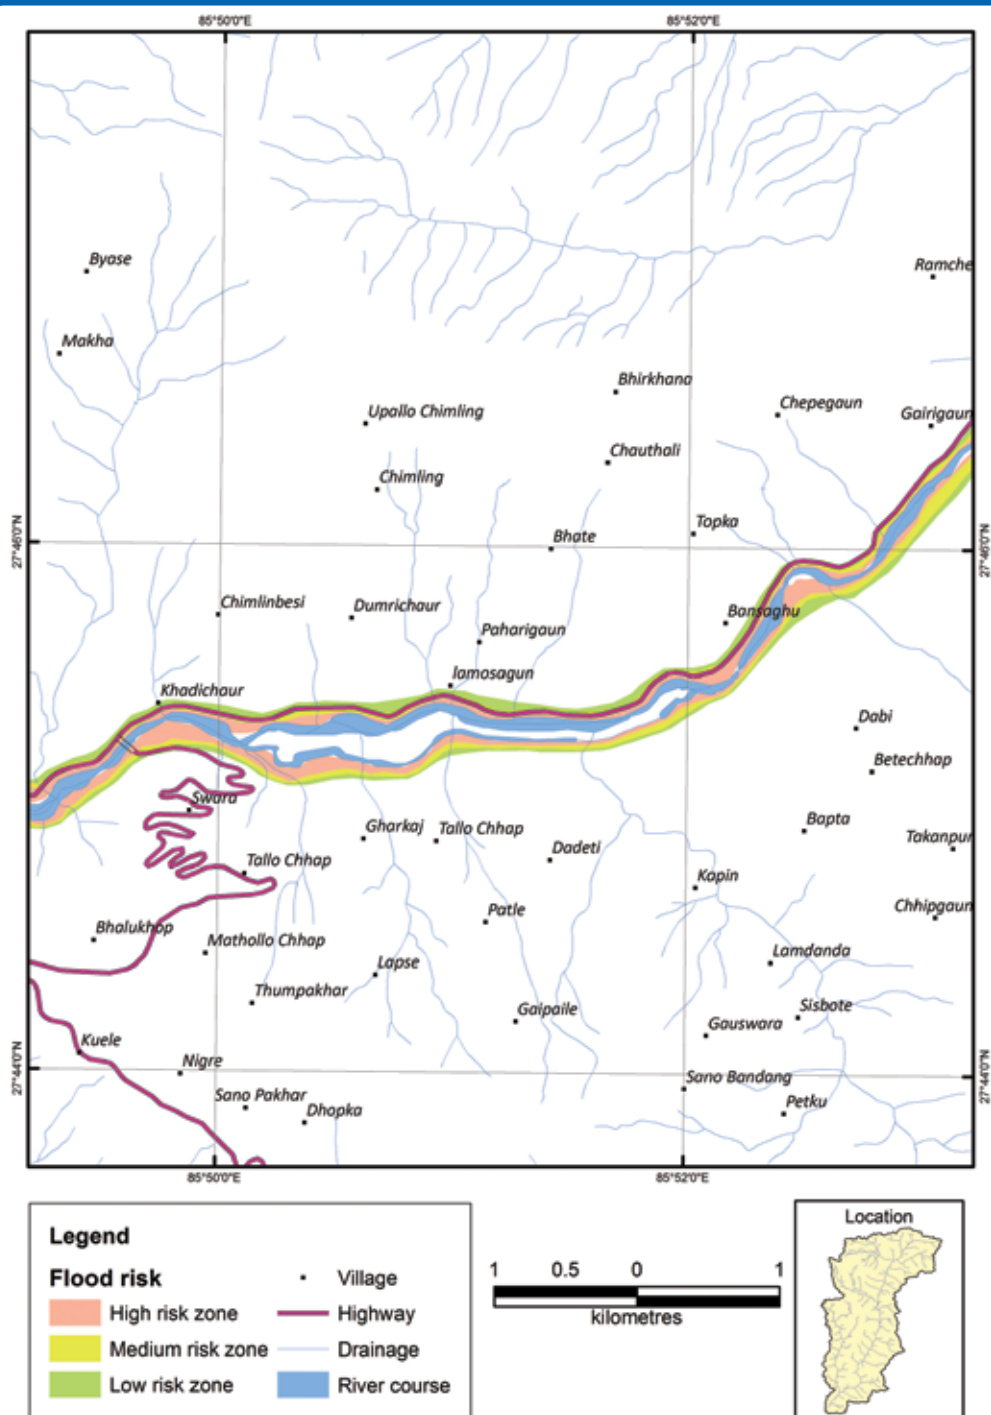 85°50'0"E 85°52'0"E
Byase
Ramche
Makha
Bhirkhana
Chepegaun
Upallo Chimling
Gairigaun
Chauthali
Chimling
Topka
27°46'0"N
Bhate
27°46'0"N
Chimlinbesi
Dumrichaur
Bansaghu
Paharigaun
lamosagun
Khadichaur
Dabi
Betechhap
Swara
Bapta
Gharkaj
Tallo Chhap
Takanpur
Dadeti
Tallo Chhap
Kapin
Chhipgaun
Patle
Bhalukhop
Mathollo Chhap
Lamdanda
Lapse
Thumpakhar
Sisbote
Gaipaile
Gauswara
Kuele
Nigre
27°44'0"N
27°44'0"N
Sano Bandang
Sano Pakhar
Petku
Dhopka
85°50'0"E 85°52'0"E
Legend
Flood risk
High risk zone
Medium risk zone
Low risk zone
Village
Highway
Drainage
River course
1 0.5 0 1
kilometres
Location